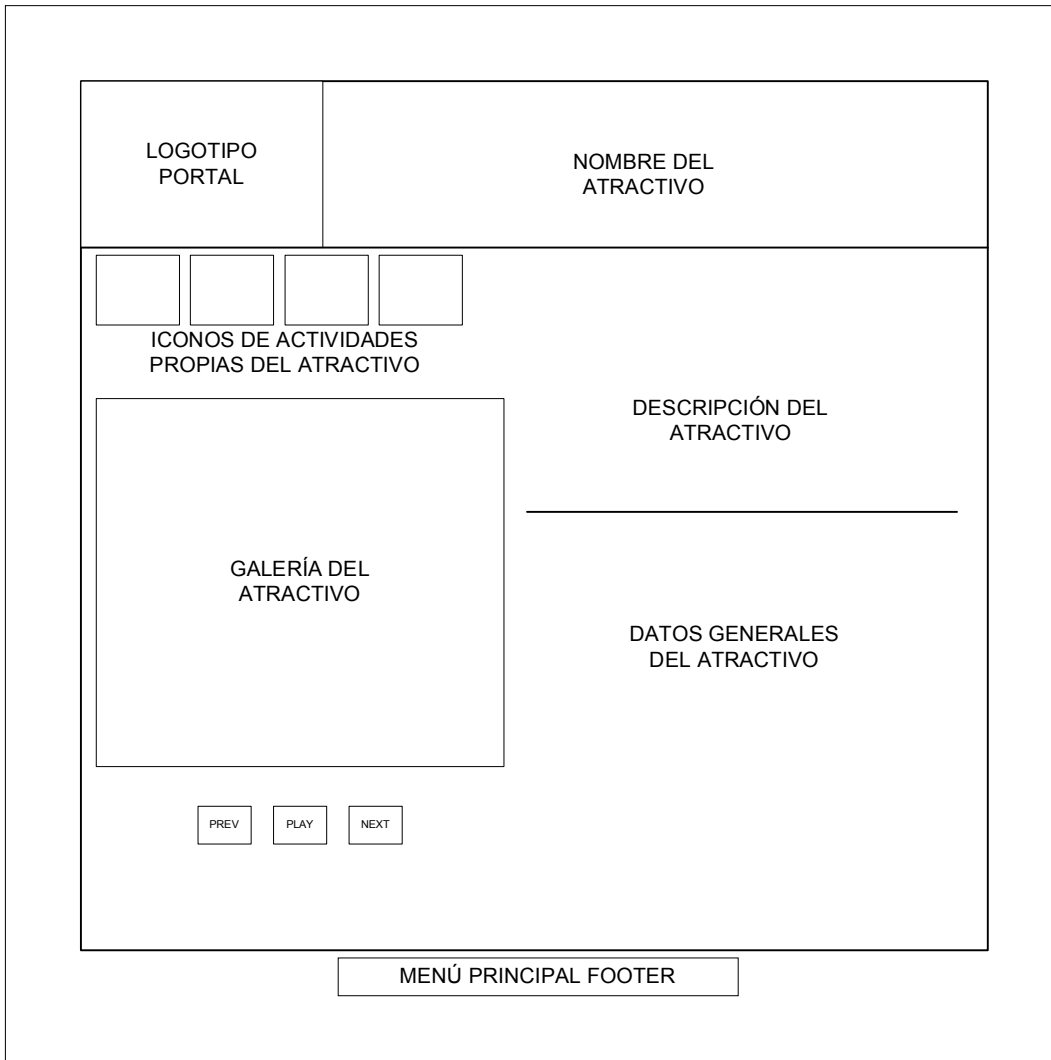 LOGOTIPO
PORTAL
NOMBRE DEL
ATRACTIVO
ICONOS DE ACTIVIDADES
PROPIAS DEL ATRACTIVO
GALERÍA DEL
ATRACTIVO
PREV
PLAY
NEXT
DESCRIPCIÓN DEL
ATRACTIVO
DATOS GENERALES
DEL ATRACTIVO
MENÚ PRINCIPAL FOOTER